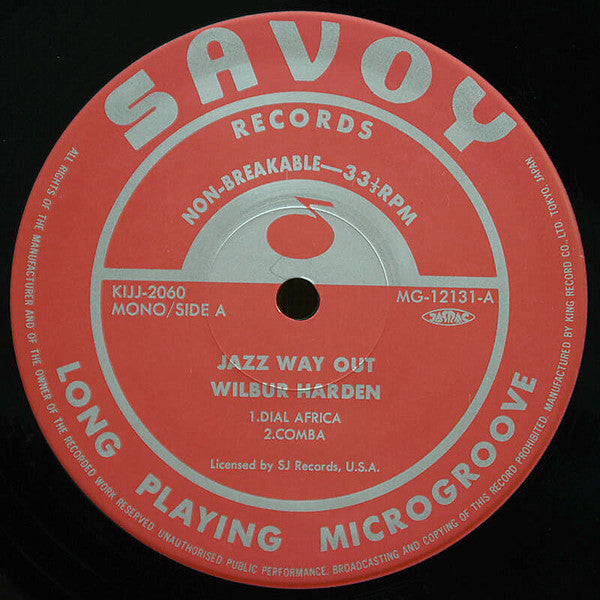 SAVOY
RECORDS
NON-BREAKABLE—33⅓RPM
KIJJ-2060
MONO/SIDE A
MG-12131-A
JASRAC
JAZZ WAY OUT
WILBUR HARDEN
1.DIAL AFRICA
2.COMBA
Licensed by SJ Records, U.S.A.
LONG PLAYING MICROGROOVE
ALL RIGHTS OF THE MANUFACTURER AND OF THE OWNER OF THE RECORDED WORK RESERVED UNAUTHORISED PUBLIC PERFORMANCE. BROADCASTING AND COPYING OF THIS RECORD PROHIBITED MANUFACTURED BY KING RECORD CO., LTD TOKYO JAPAN